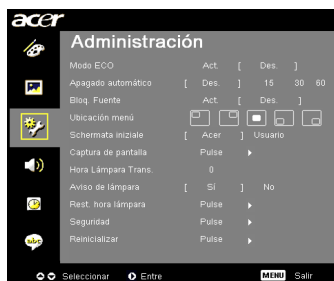 acer
Administración
Modo ECO Act. [ Des. ]
Apagado automático [ Des. ] 15 30 60
Bloq. Fuente Act. [ Des. ]
Ubicación menú
Schermata iniziale [ Acer ] Usuario
Captura de pantalla Pulse
Hora Lámpara Trans. 0
Aviso de lámpara [ Sí ] No
Rest. hora lámpara Pulse
Seguridad Pulse
Reinicializar Pulse
abc
Seleccionar Entre MENU Salir